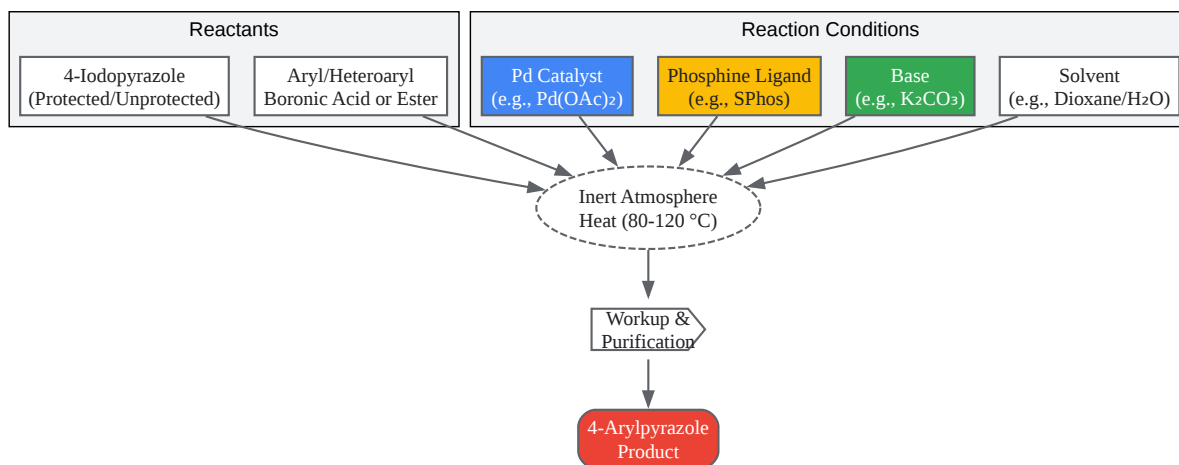 Reactants
Reaction Conditions
4-Iodopyrazole
(Protected/Unprotected)
Aryl/Heteroaryl
Boronic Acid or Ester
Pd Catalyst
(e.g., Pd(OAc)₂)
Phosphine Ligand
(e.g., SPhos)
Base
(e.g., K₂CO₃)
Solvent
(e.g., Dioxane/H₂O)
Inert Atmosphere
Heat (80-120 °C)
Workup &
Purification
4-Arylpyrazole
Product